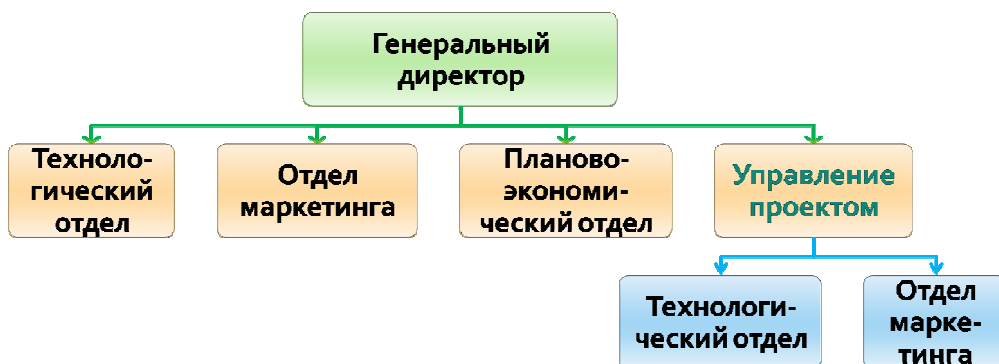 Генеральный
директор
Техноло-
гический
отдел
Отдел
маркетинга
Планово-
экономи-
ческий отдел
Управление
проектом
Технологи-
ческий отдел
Отдел
марке-
тинга